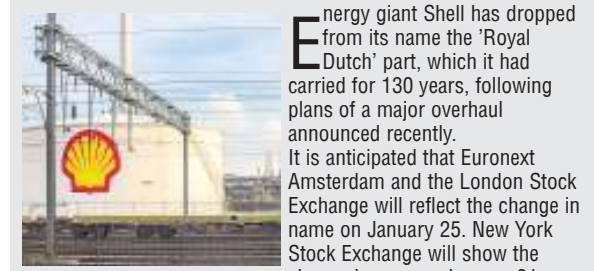 Energy giant Shell has dropped
from its name the 'Royal
Dutch' part, which it had
carried for 130 years, following
plans of a major overhaul
announced recently.
It is anticipated that Euronext
Amsterdam and the London Stock
Exchange will reflect the change in
name on January 25. New York
Stock Exchange will show the